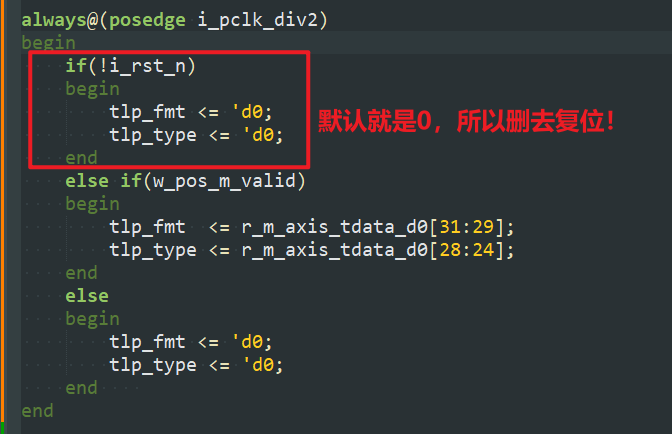 always@(posedge i_pclk_div2)
begin
if(!i_rst_n)
begin
tlp_fmt <= 'd0;
tlp_type <= 'd0;
end
默认就是0，所以删去复位！
else if(w_pos_m_valid)
begin
tlp_fmt  <= r_m_axis_tdata_d0[31:29];
tlp_type <= r_m_axis_tdata_d0[28:24];
end
else
begin
tlp_fmt <= 'd0;
tlp_type <= 'd0;
end
end